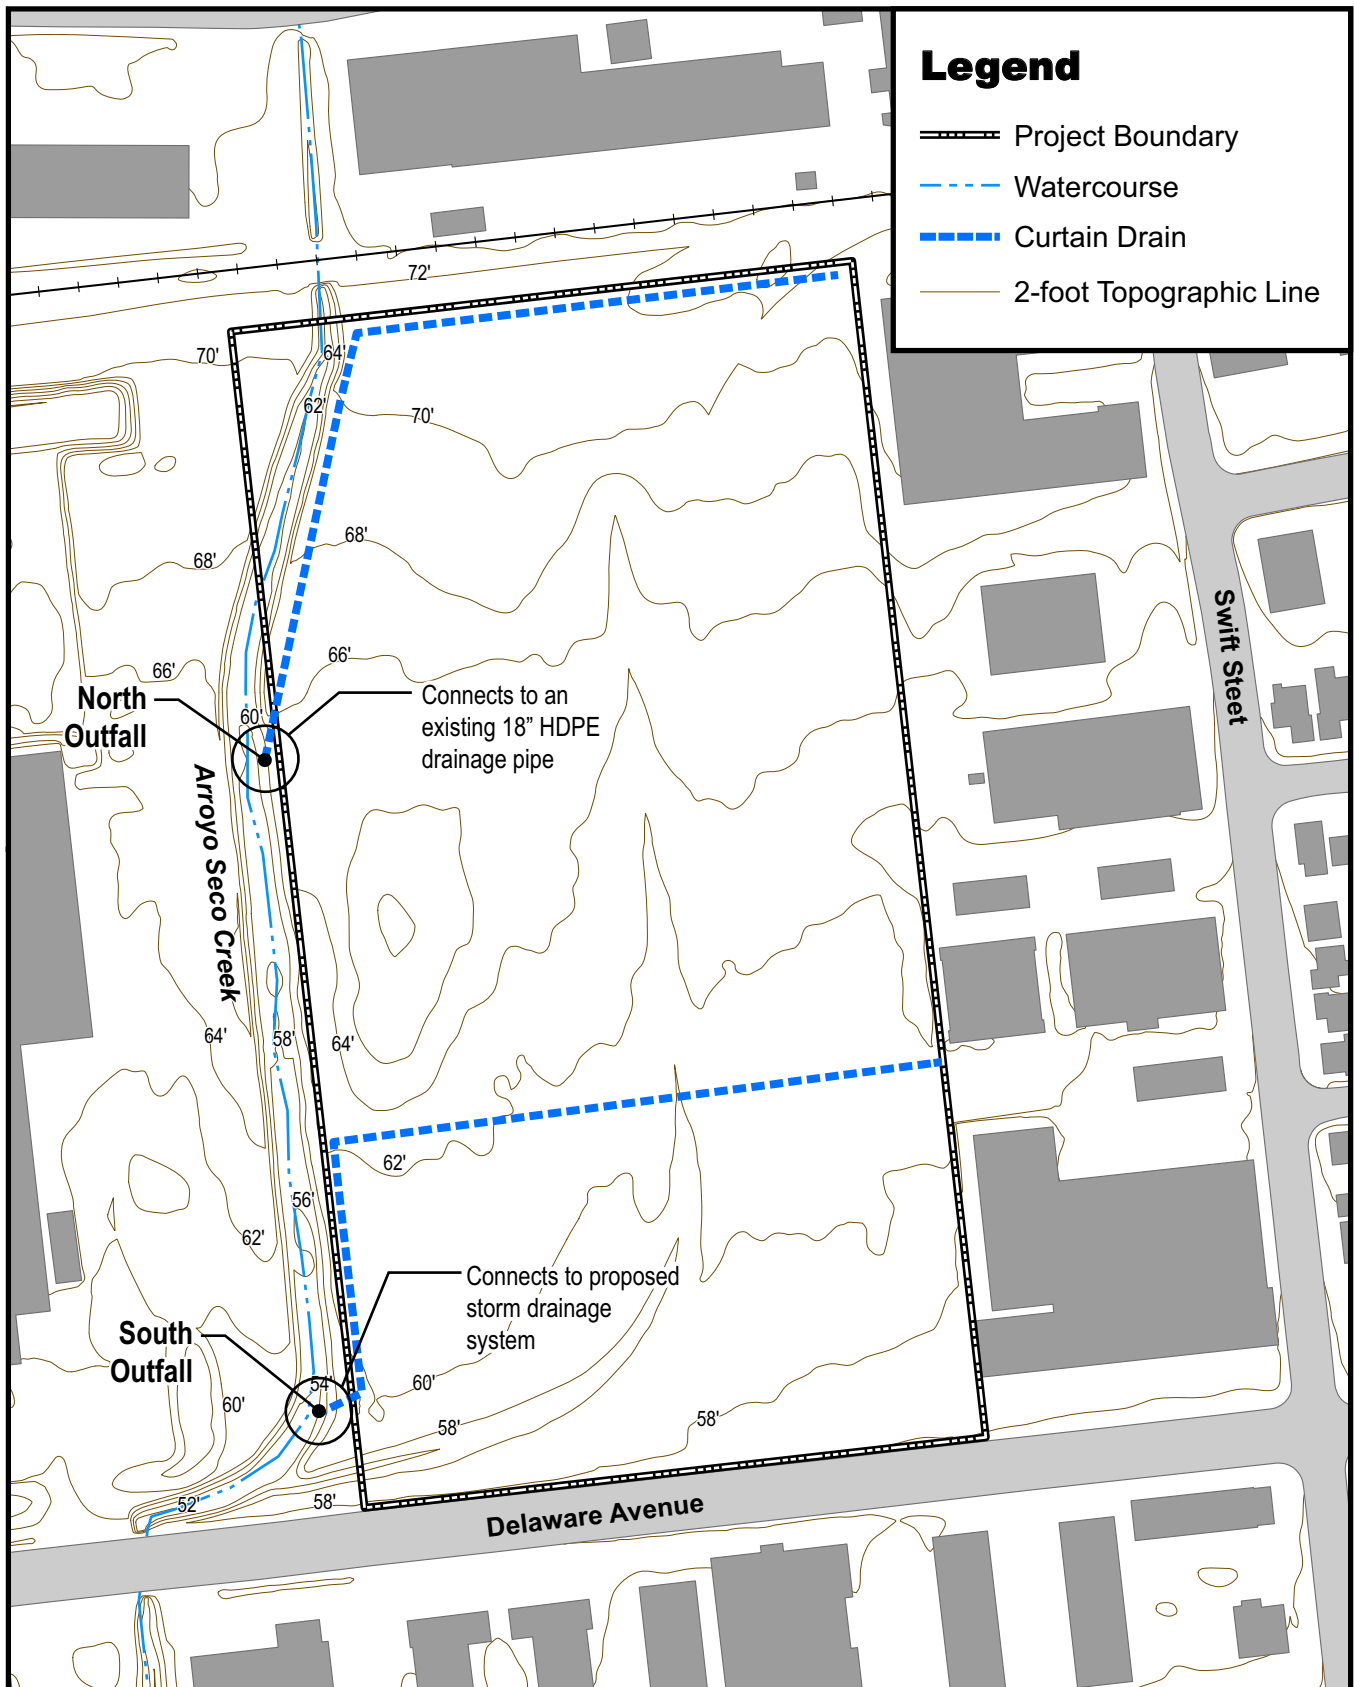 Legend
Project Boundary
Watercourse
Curtain Drain
2-foot Topographic Line
72'
70'
64'
62'
70'
68'
68'
66'
66'
North
Outfall
60'
Connects to an
existing 18” HDPE
drainage pipe
Swift Steet
Arroyo Seco Creek
64'
58'
64'
62'
56'
62'
South
Outfall
Connects to proposed
storm drainage
system
54'
60'
60'
58'
58'
52'
58'
Delaware Avenue